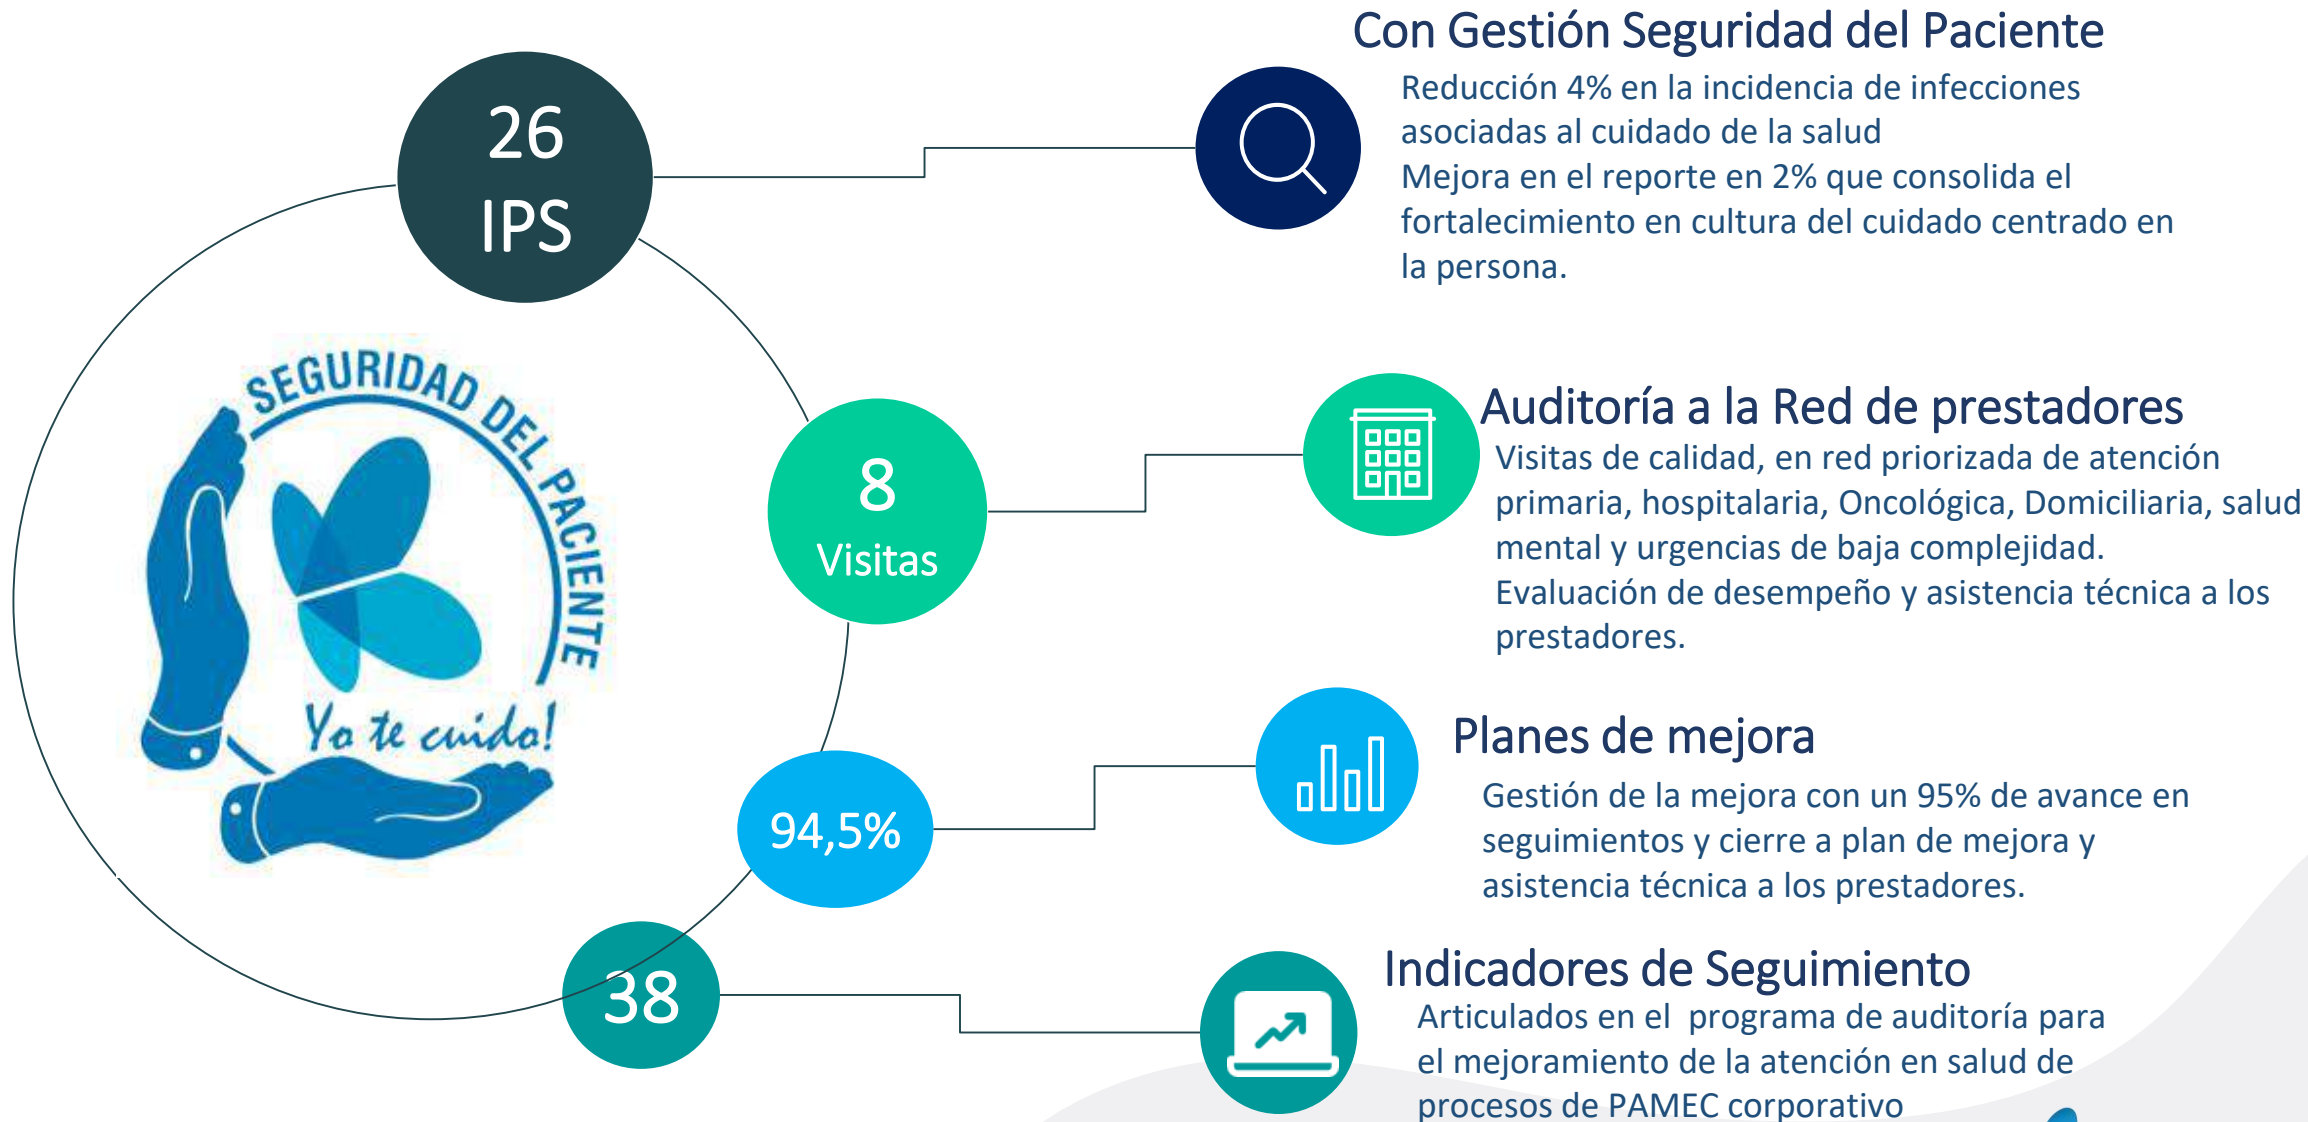 26
IPS
Con Gestión Seguridad del Paciente
Reducción 4% en la incidencia de infecciones
asociadas al cuidado de la salud
Mejora en el reporte en 2% que consolida el
fortalecimiento en cultura del cuidado centrado en
la persona.
SEGURIDAD DEL PACIENTE
Yo te cuido!
8
Visitas
Auditoría a la Red de prestadores
Visitas de calidad, en red priorizada de atención
primaria, hospitalaria, Oncológica, Domiciliaria, salud
mental y urgencias de baja complejidad.
Evaluación de desempeño y asistencia técnica a los
prestadores.
94,5%
Planes de mejora
Gestión de la mejora con un 95% de avance en
seguimientos y cierre a plan de mejora y
asistencia técnica a los prestadores.
38
Indicadores de Seguimiento
Articulados en el  programa de auditoría para
el mejoramiento de la atención en salud de
procesos de PAMEC corporativo